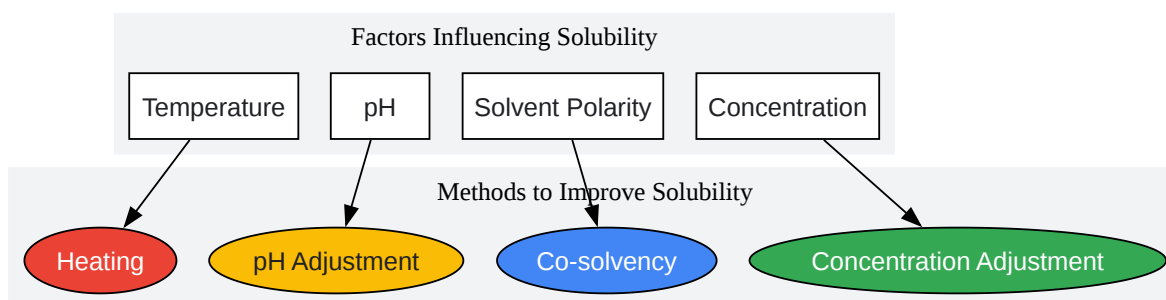 Factors Influencing Solubility
Temperature
pH
Solvent Polarity
Concentration
Methods to Improve Solubility
Heating
pH Adjustment
Co-solvency
Concentration Adjustment